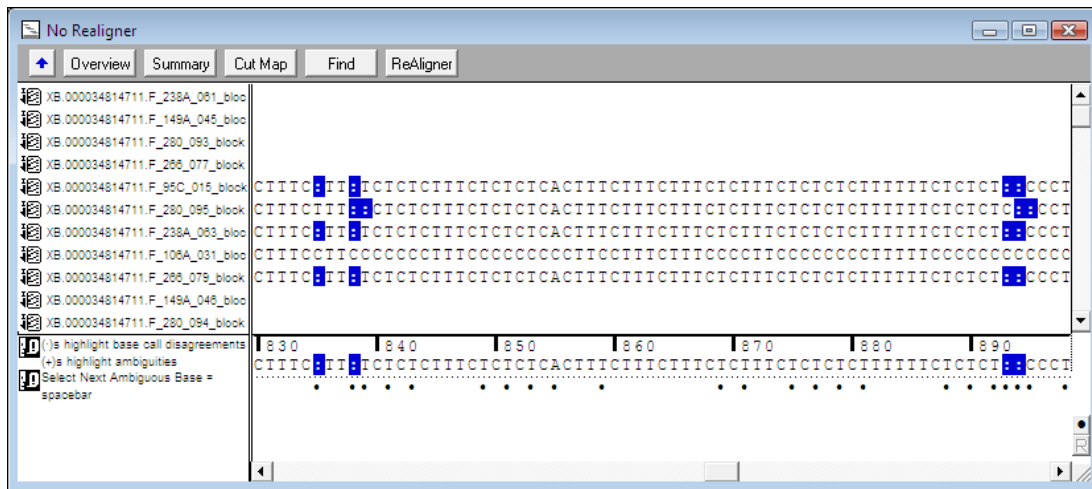 No Realigner
Overview Summary Cut Map Find ReAligner
XB.000034814711.F_238A_061_bloc
XB.000034814711.F_149A_045_bloc
XB.000034814711.F_280_093_block
XB.000034814711.F_266_077_block
XB.000034814711.F_95C_015_block CTTTC:TT:TCTCTCTTTCTCTCTCACTTTCTTTCTTTCTCTTTCTCTCTCTTTTTTCTCTCT::CCCT
XB.000034814711.F_280_095_block CTTTCTTT::CTCTCTTTCTCTCTCACTTTCTTTCTTTCTCTTTCTCTCTCTTTTTTCTCTCTC::CCT
XB.000034814711.F_238A_063_bloc CTTTC:TT:TCTCTCTTTCTCTCTCACTTTCTTTCTTTCTCTTTCTCTCTCTTTTTTCTCTCT::CCCT
XB.000034814711.F_106A_031_bloc CTTTCCTTCCCCCCCTTTCCCCCCCCCTTCCTTTCTTTCCCCTTCCCCCCCCTTTTTCCCCCCCCCCCC
XB.000034814711.F_266_079_block CTTTC:TT:TCTCTCTTTCTCTCTCACTTTCTTTCTTTCTCTTTCTCTCTCTTTTTTCTCTCT::CCCT
XB.000034814711.F_149A_046_bloc
XB.000034814711.F_280_094_block
(·)s highlight base call disagreements
(+)s highlight ambiguities
Select Next Ambiguous Base =
spacebar
830 840 850 860 870 880 890
CTTTC:TT:TCTCTCTTTCTCTCTCACTTTCTTTCTTTCTCTTTCTCTCTCTTTTTTCTCTCT::CCCT
R